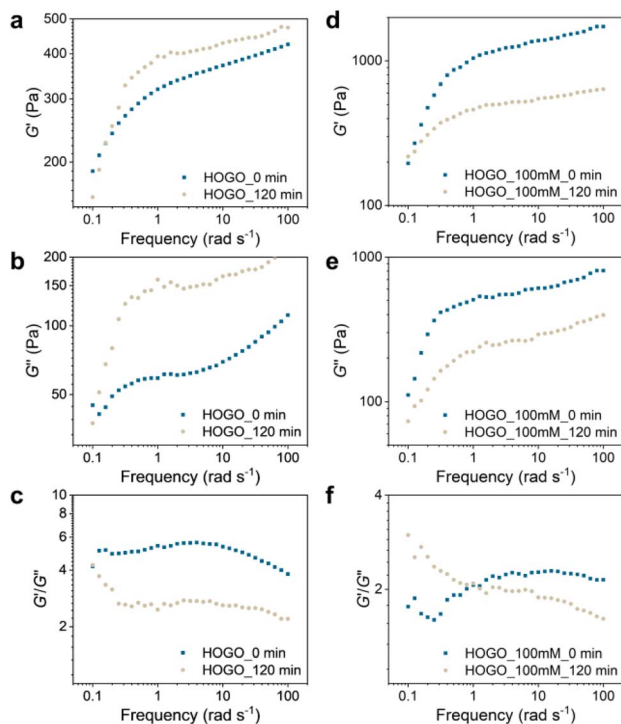 a
500
400
300
200
G' (Pa)
HOGO_0 min
HOGO_120 min
0.1 1 10 100
Frequency (rad s⁻¹)
b
200
150
100
50
G'' (Pa)
HOGO_0 min
HOGO_120 min
0.1 1 10 100
Frequency (rad s⁻¹)
c
10
8
6
4
2
G'/G''
HOGO_0 min
HOGO_120 min
0.1 1 10 100
Frequency (rad s⁻¹)
d
1000
100
G' (Pa)
HOGO_100mM_0 min
HOGO_100mM_120 min
0.1 1 10 100
Frequency (rad s⁻¹)
e
1000
100
G'' (Pa)
HOGO_100mM_0 min
HOGO_100mM_120 min
0.1 1 10 100
Frequency (rad s⁻¹)
f
4
2
G'/G''
HOGO_100mM_0 min
HOGO_100mM_120 min
0.1 1 10 100
Frequency (rad s⁻¹)